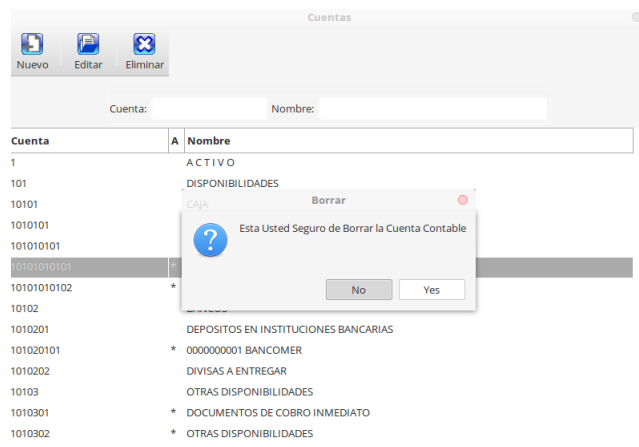 Cuentas
Nuevo Editar Eliminar
Cuenta: Nombre:
Cuenta A Nombre
1 A C T I V O
101 DISPONIBILIDADES
10101 CAJA
1010101
101010101
10101010101 *
10101010102 *
10102 BANCOS
1010201 DEPOSITOS EN INSTITUCIONES BANCARIAS
101020101 * 0000000001 BANCOMER
1010202 DIVISAS A ENTREGAR
10103 OTRAS DISPONIBILIDADES
1010301 * DOCUMENTOS DE COBRO INMEDIATO
1010302 * OTRAS DISPONIBILIDADES
Borrar
Esta Usted Seguro de Borrar la Cuenta Contable
No Yes